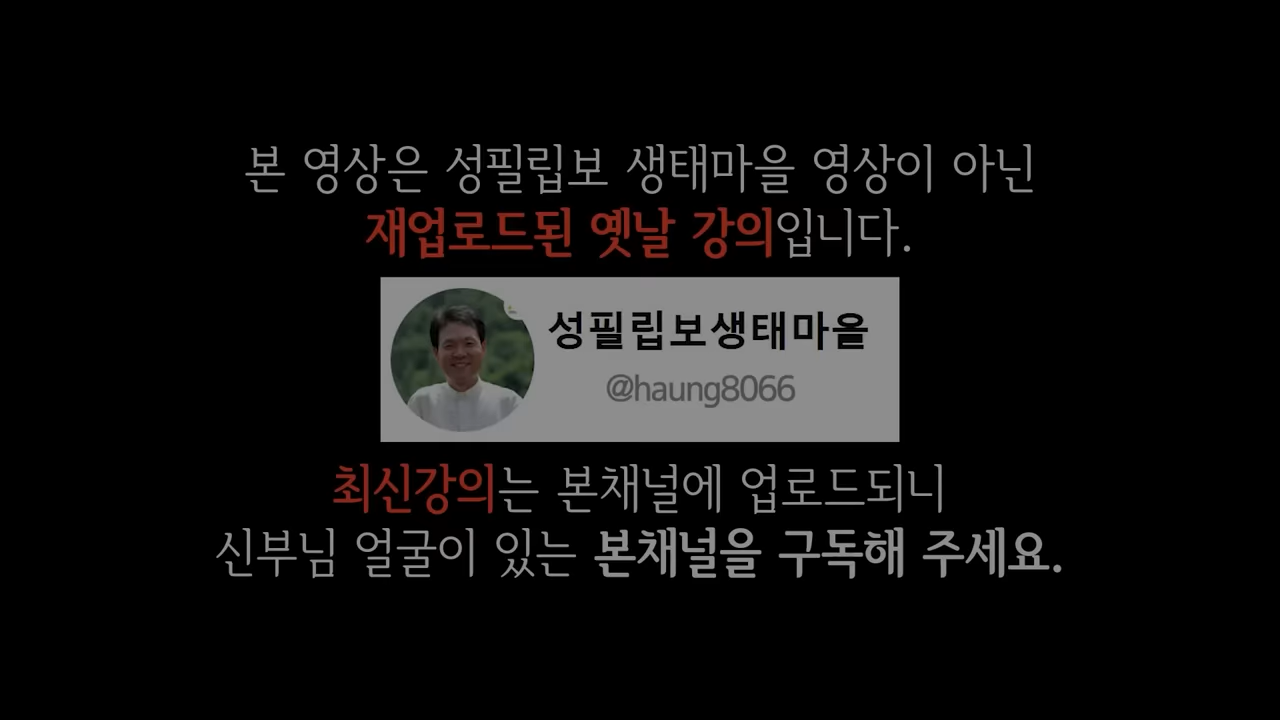 본 영상은 성필립보 생태마을 영상이 아닌
재업로드된 옛날 강의입니다.
성필립보생태마을
@haung8066
최신강의는 본채널에 업로드되니
신부님 얼굴이 있는 본채널을 구독해 주세요.